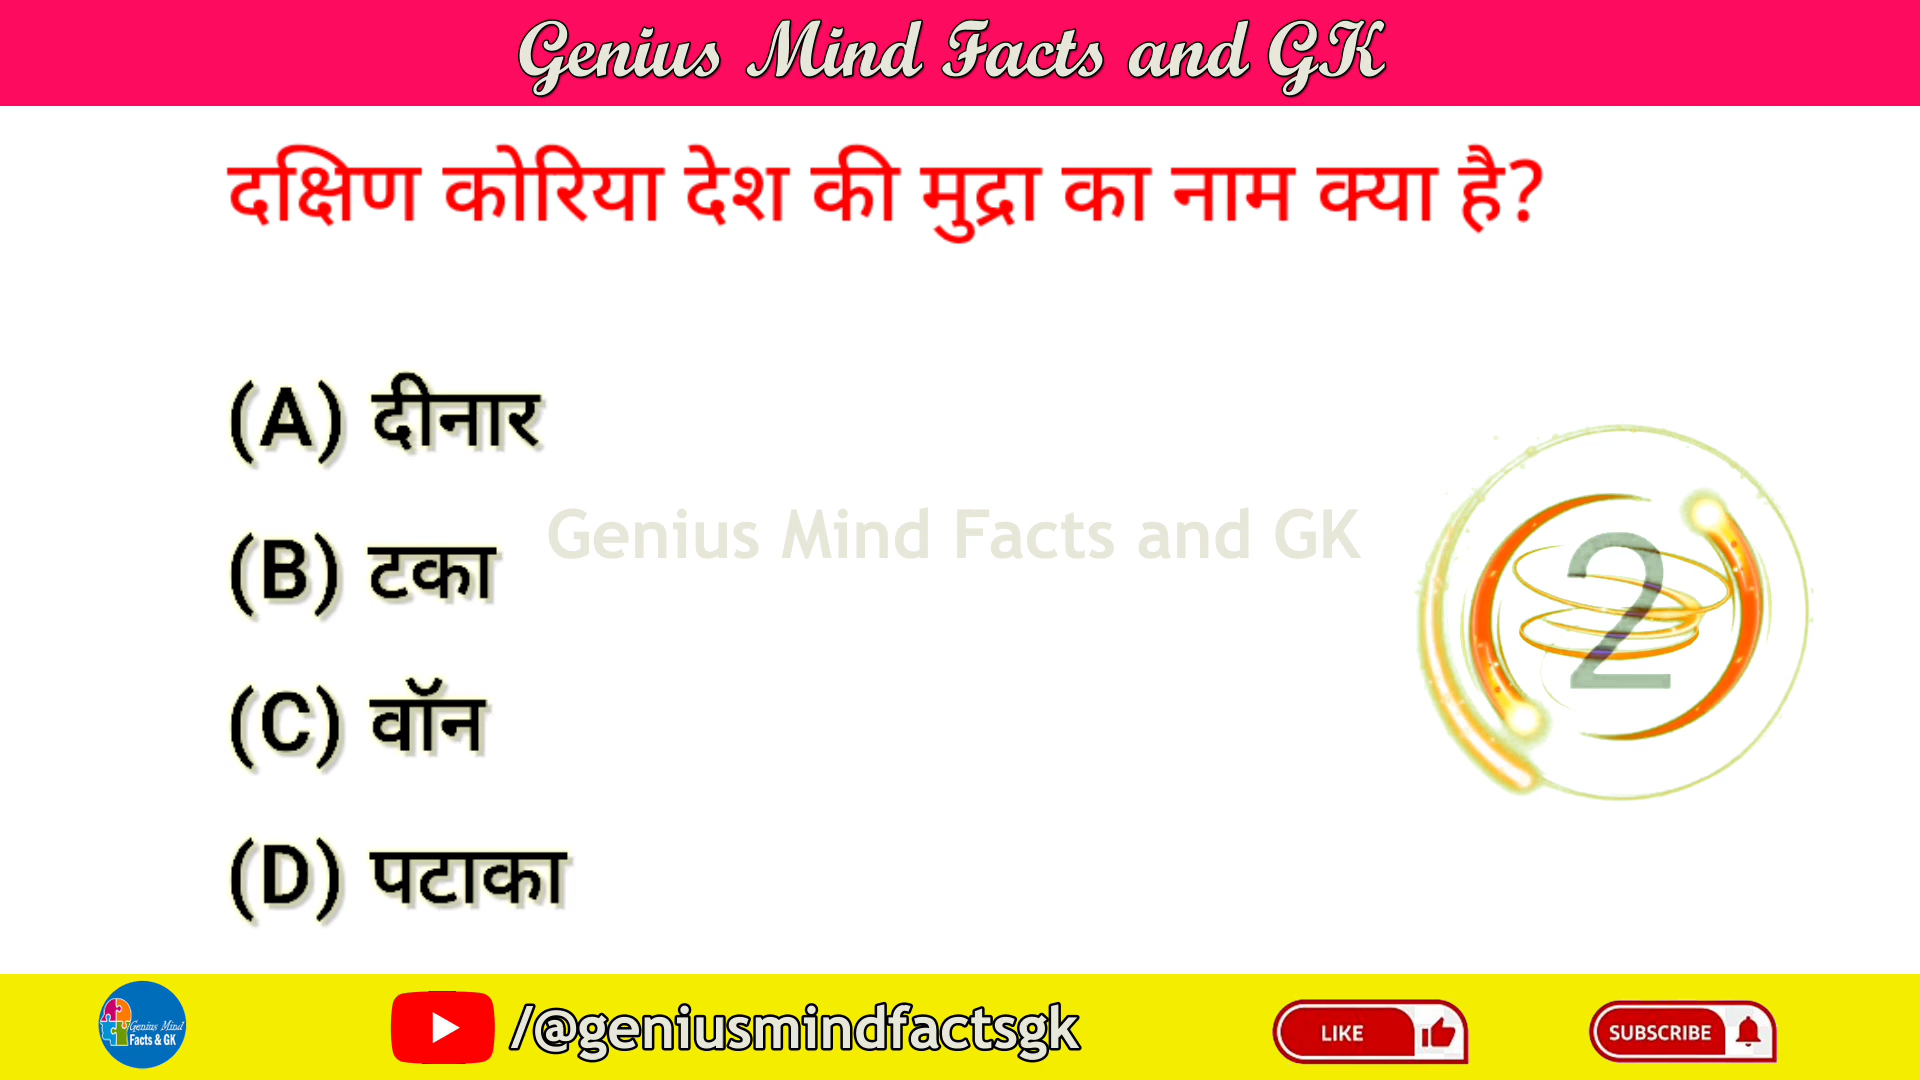 Genius Mind Facts and GK
दक्षिण कोरिया देश की मुद्रा का नाम क्या है?
(A) दीनार
(B) टका
Genius Mind Facts and GK
(C) वॉन
(D) पटाका
2
Genius Mind
Facts & GK
/@geniusmindfactsgk
LIKE
SUBSCRIBE